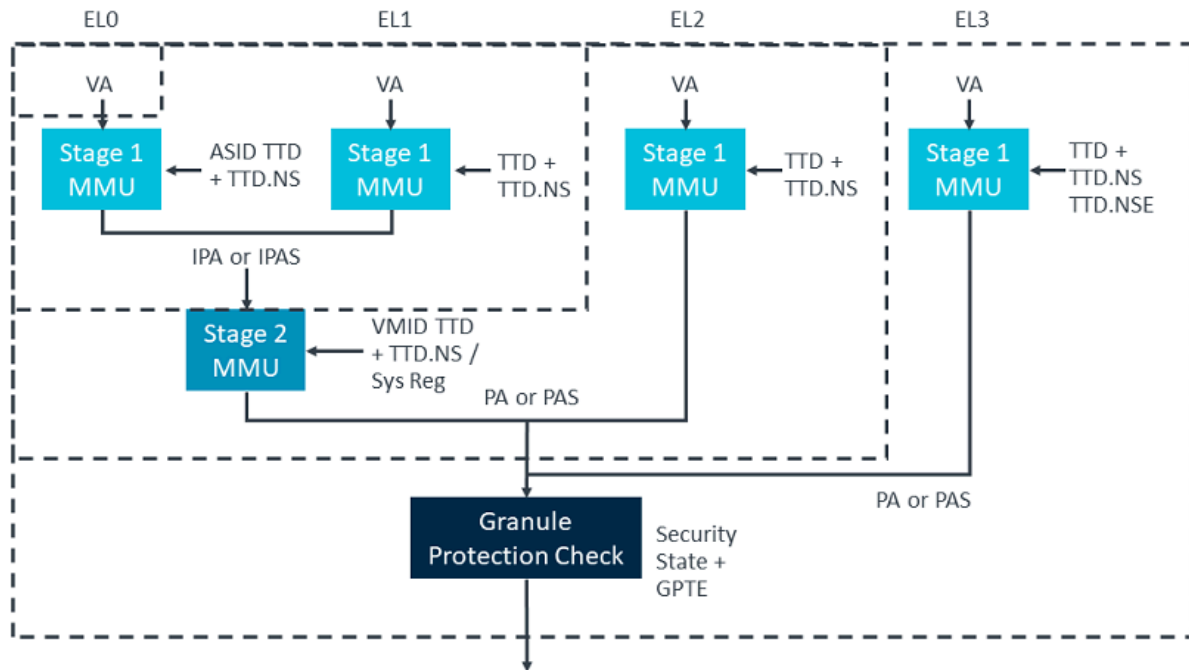 EL0
EL1
EL2
EL3
VA
VA
VA
VA
Stage 1
MMU
ASID TTD
+ TTD.NS
Stage 1
MMU
TTD +
TTD.NS
Stage 1
MMU
TTD +
TTD.NS
Stage 1
MMU
TTD +
TTD.NS
TTD.NSE
IPA or IPAS
Stage 2
MMU
VMID TTD
+ TTD.NS /
Sys Reg
PA or PAS
PA or PAS
Granule
Protection Check
Security
State +
GPTE